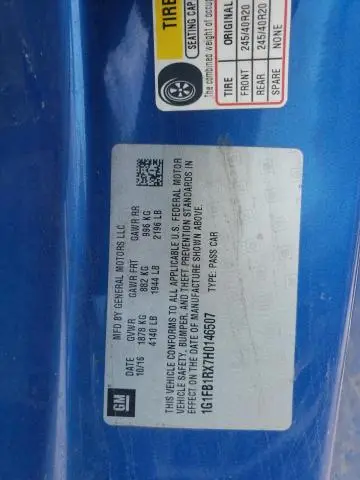 TIRE
SEATING CAP
The combined weight of occu
TIRE ORIGINAL
FRONT 245/40R20
REAR 245/40R20
SPARE NONE
MFD BY GENERAL MOTORS LLC
10/16 GVWR GAWR FRT GAWR RR
1878 KG 882 KG 996 KG
4140 LB 1944 LB 2196 LB
THIS VEHICLE CONFORMS TO ALL APPLICABLE U.S. FEDERAL MOTOR
VEHICLE SAFETY, BUMPER, AND THEFT PREVENTION STANDARDS IN
EFFECT ON THE DATE OF MANUFACTURE SHOWN ABOVE.
1G1FB1RX7H0146507 TYPE: PASS CAR
GM